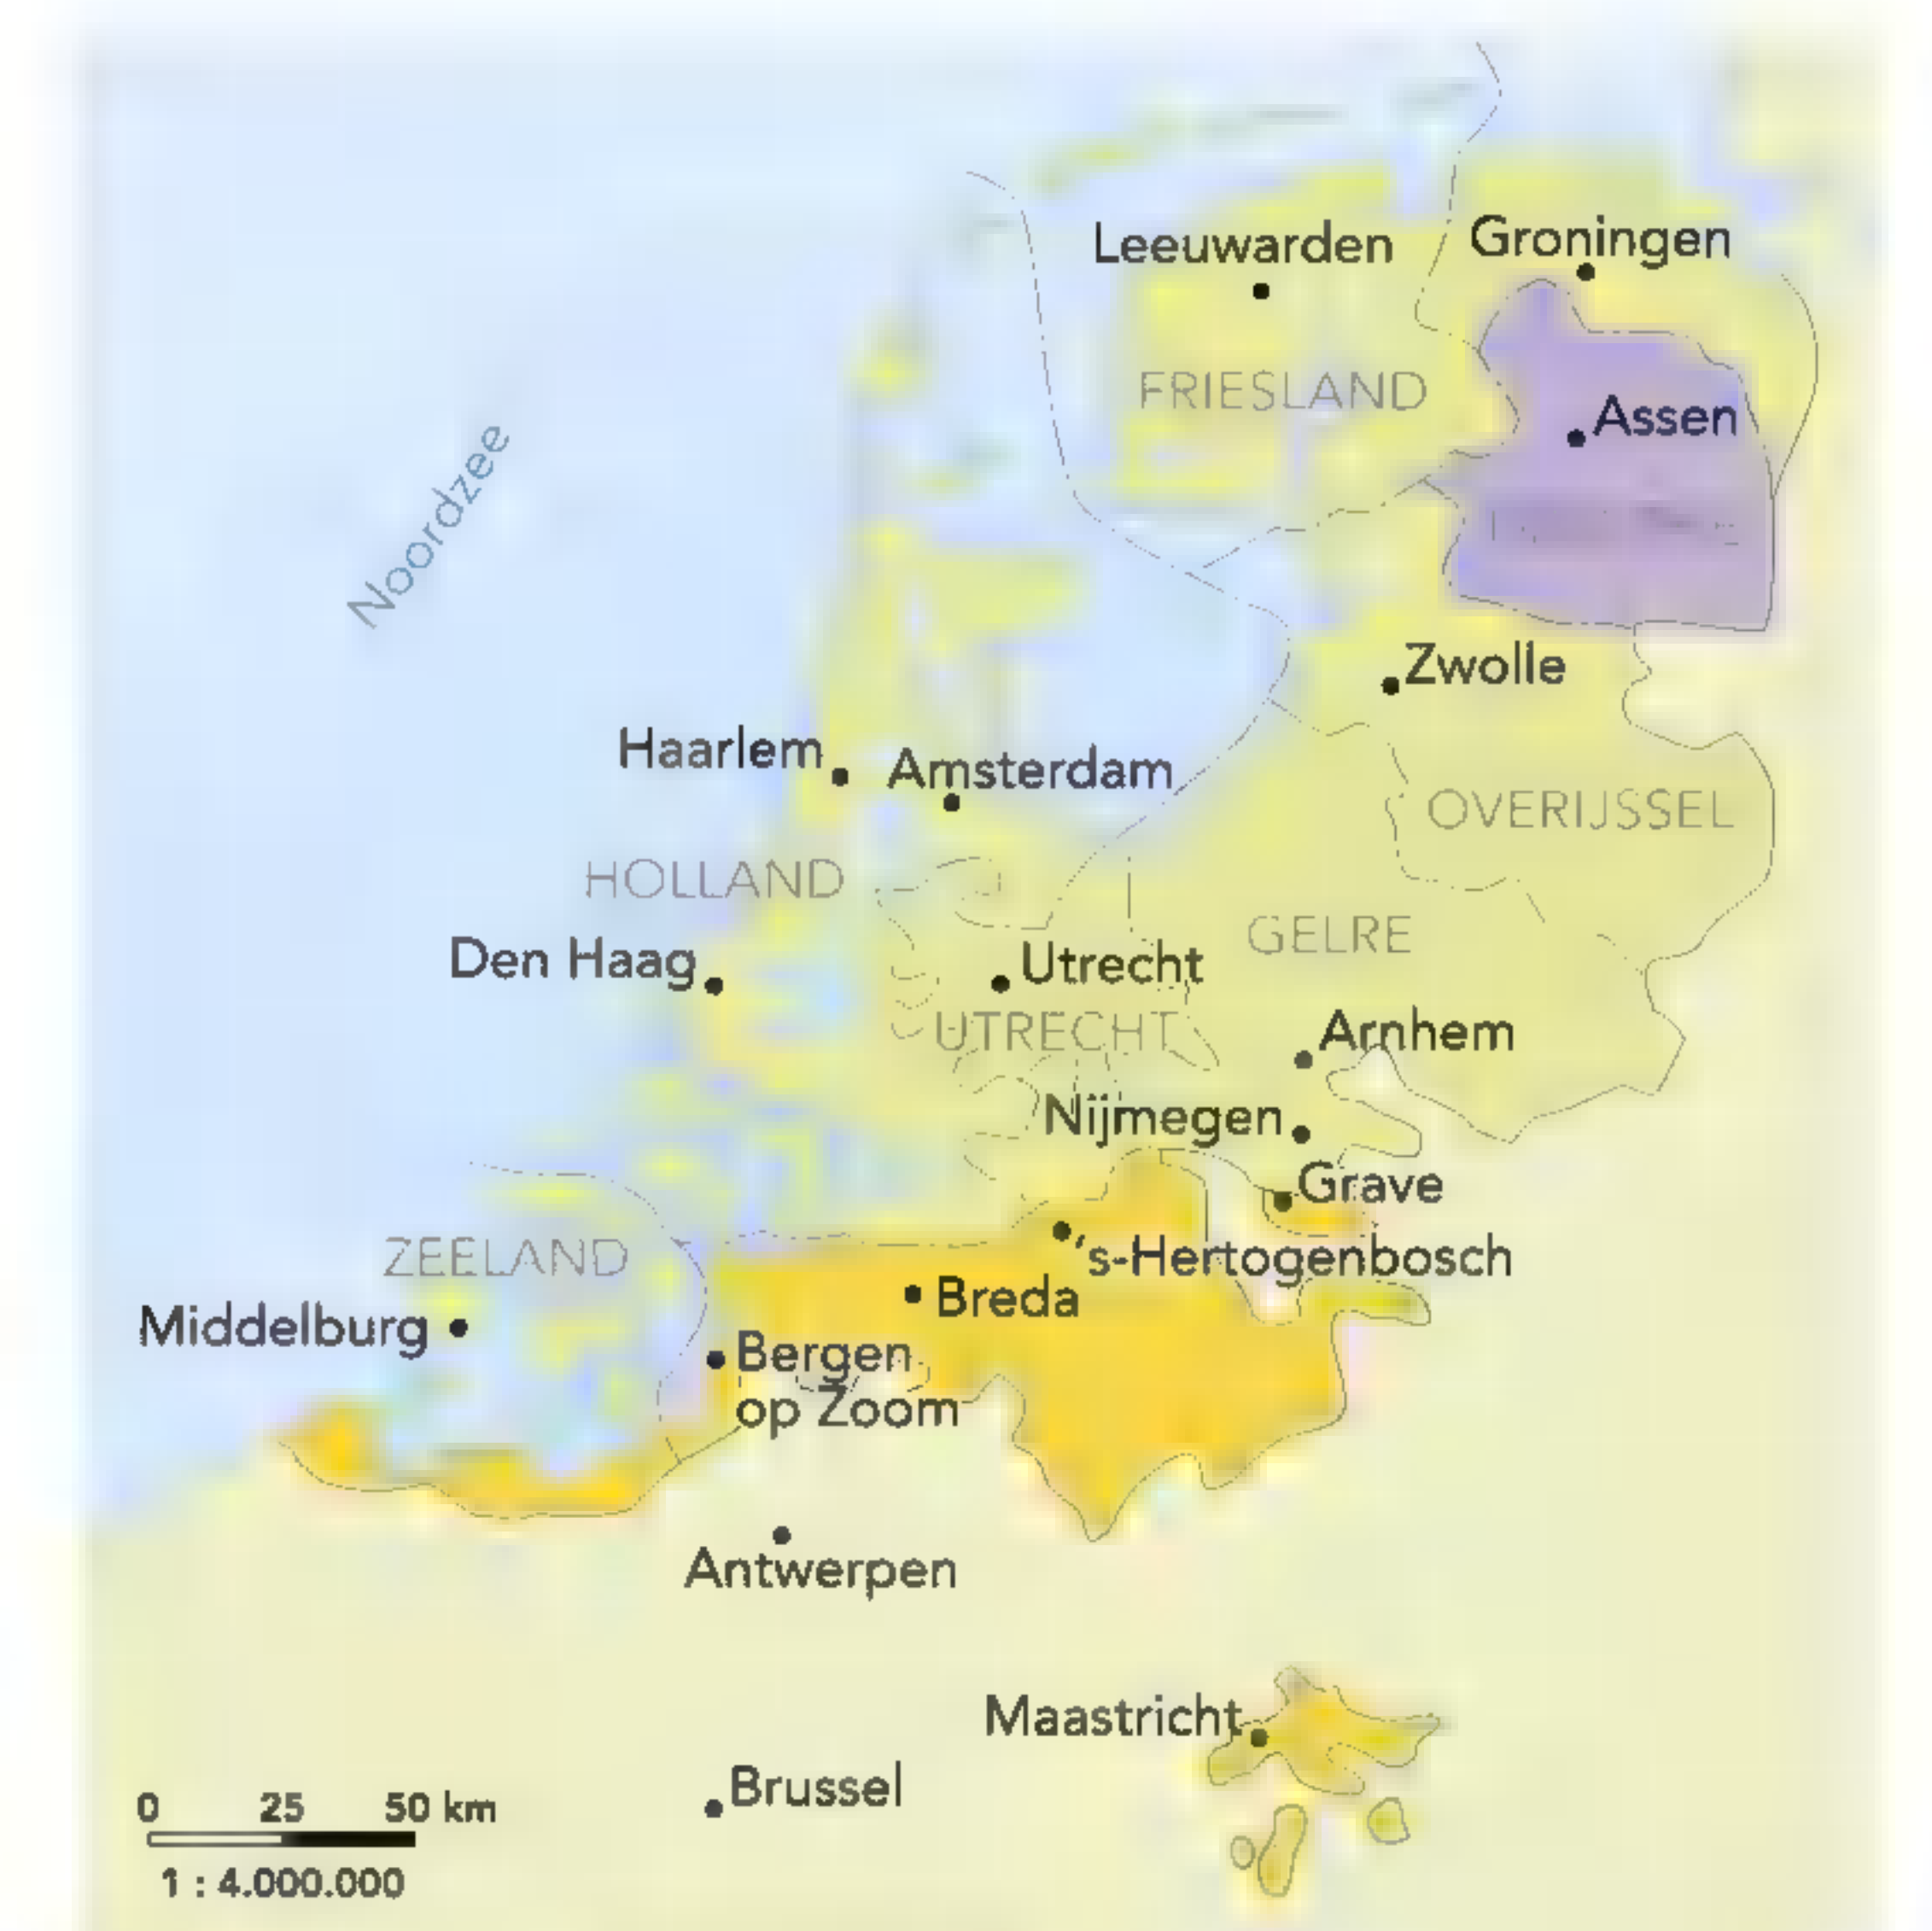 Leeuwarden
Groningen
FRIESLAND
Assen
Noordzee
Zwolle
Haarlem
Amsterdam
OVERIJSSEL
HOLLAND
GELRE
Den Haag
Utrecht
UTRECHT
Arnhem
Nijmegen
Grave
's-Hertogenbosch
ZEELAND
Breda
Middelburg
Bergen
op Zoom
Antwerpen
Maastricht
Brussel
0 25 50 km
1 : 4.000.000